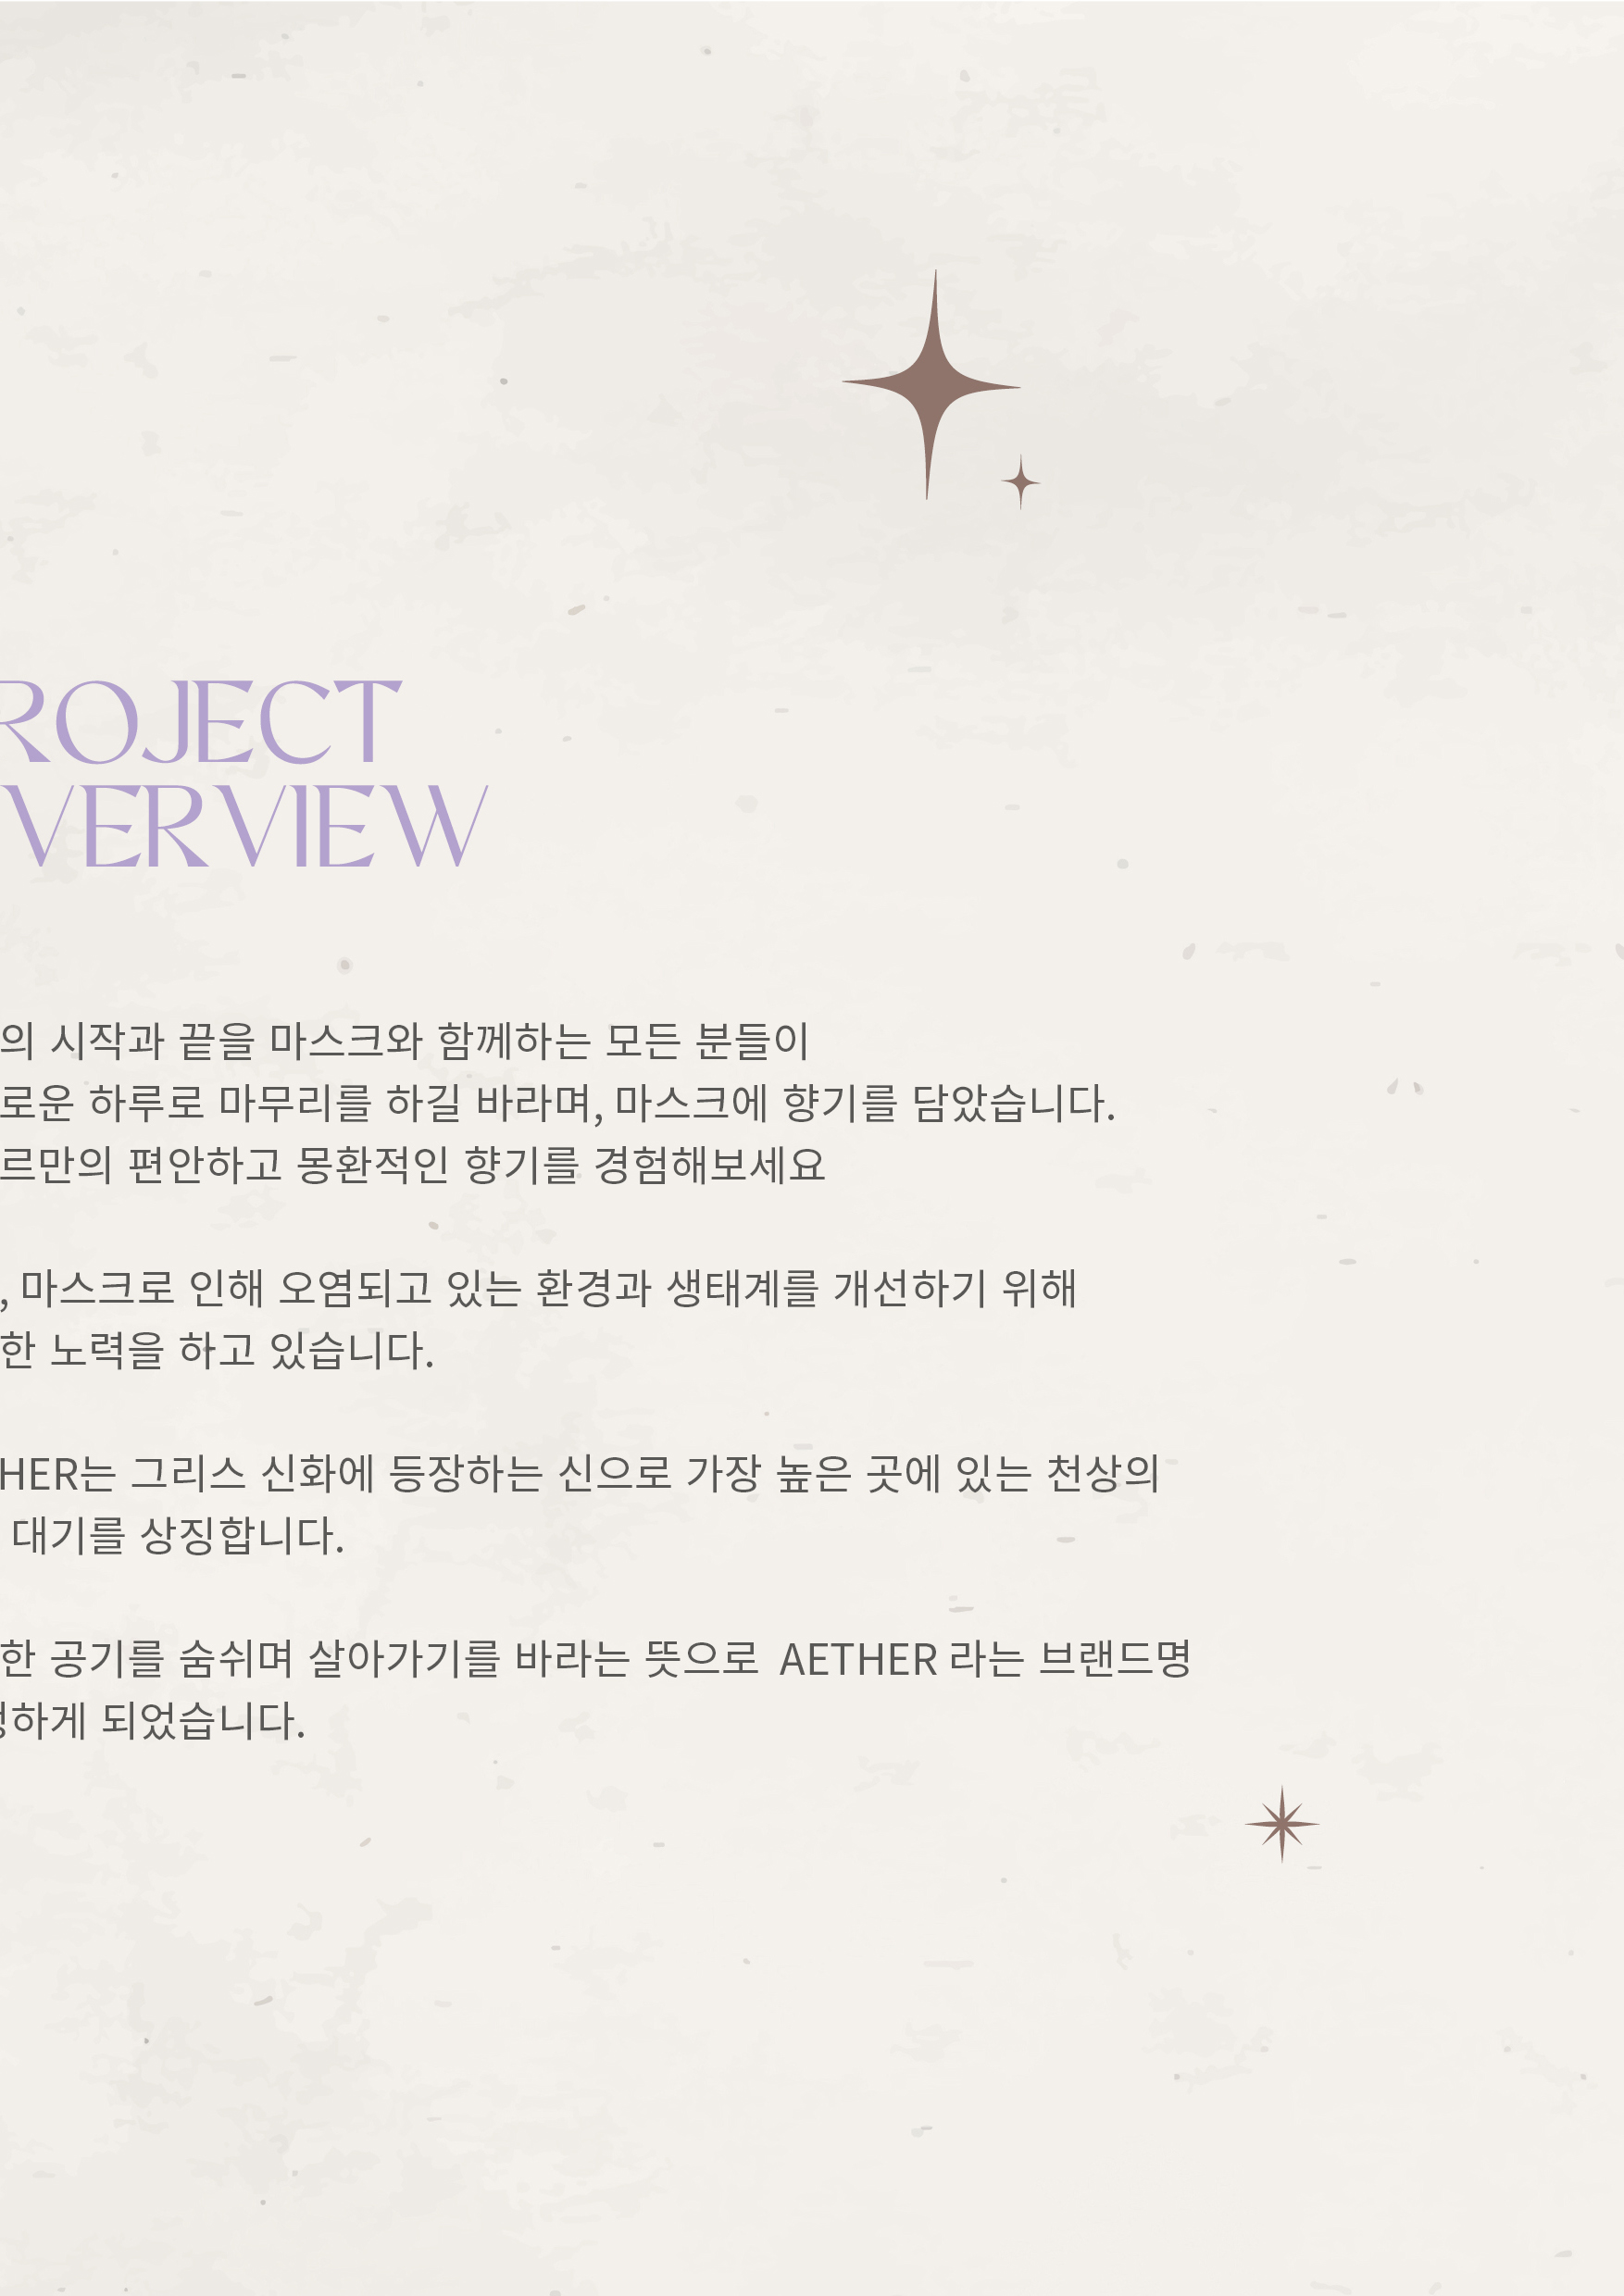 ROJECT
VERVIEW
의 시작과 끝을 마스크와 함께하는 모든 분들이
로운 하루로 마무리를 하길 바라며, 마스크에 향기를 담았습니다.
르만의 편안하고 몽환적인 향기를 경험해보세요
, 마스크로 인해 오염되고 있는 환경과 생태계를 개선하기 위해
한 노력을 하고 있습니다.
HER는 그리스 신화에 등장하는 신으로 가장 높은 곳에 있는 천상의
대기를 상징합니다.
한 공기를 숨쉬며 살아가기를 바라는 뜻으로 AETHER 라는 브랜드명
하게 되었습니다.